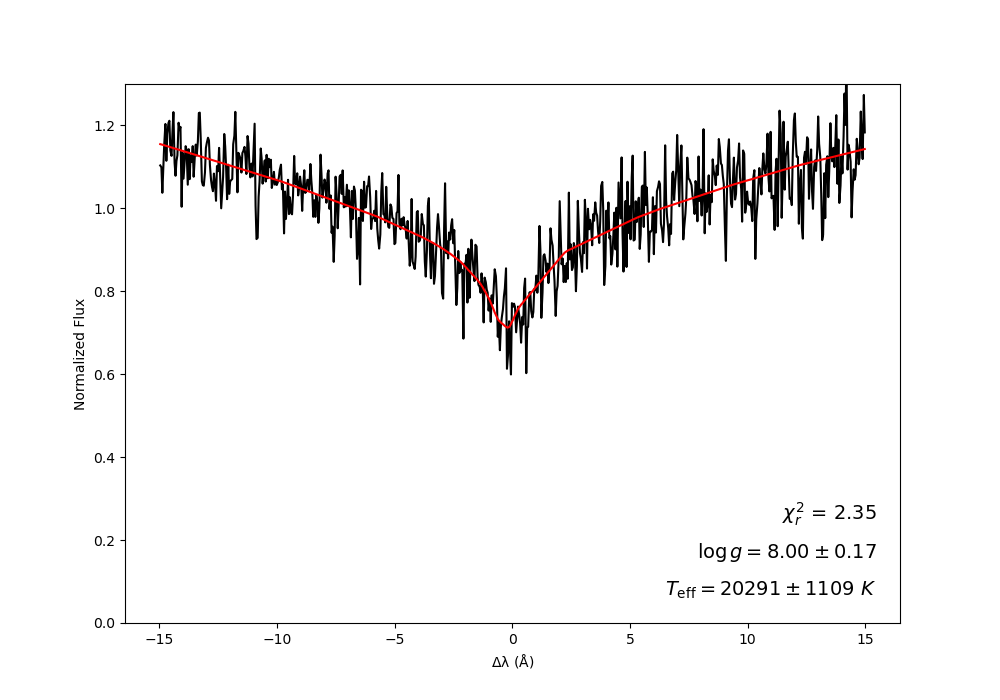 1.2
1.0
0.8
0.6
0.4
0.2
0.0
Normalized Flux
χ²ᵣ = 2.35
log g = 8.00 ± 0.17
T_eff = 20291 ± 1109 K
−15 −10 −5 0 5 10 15
Δλ (Å)